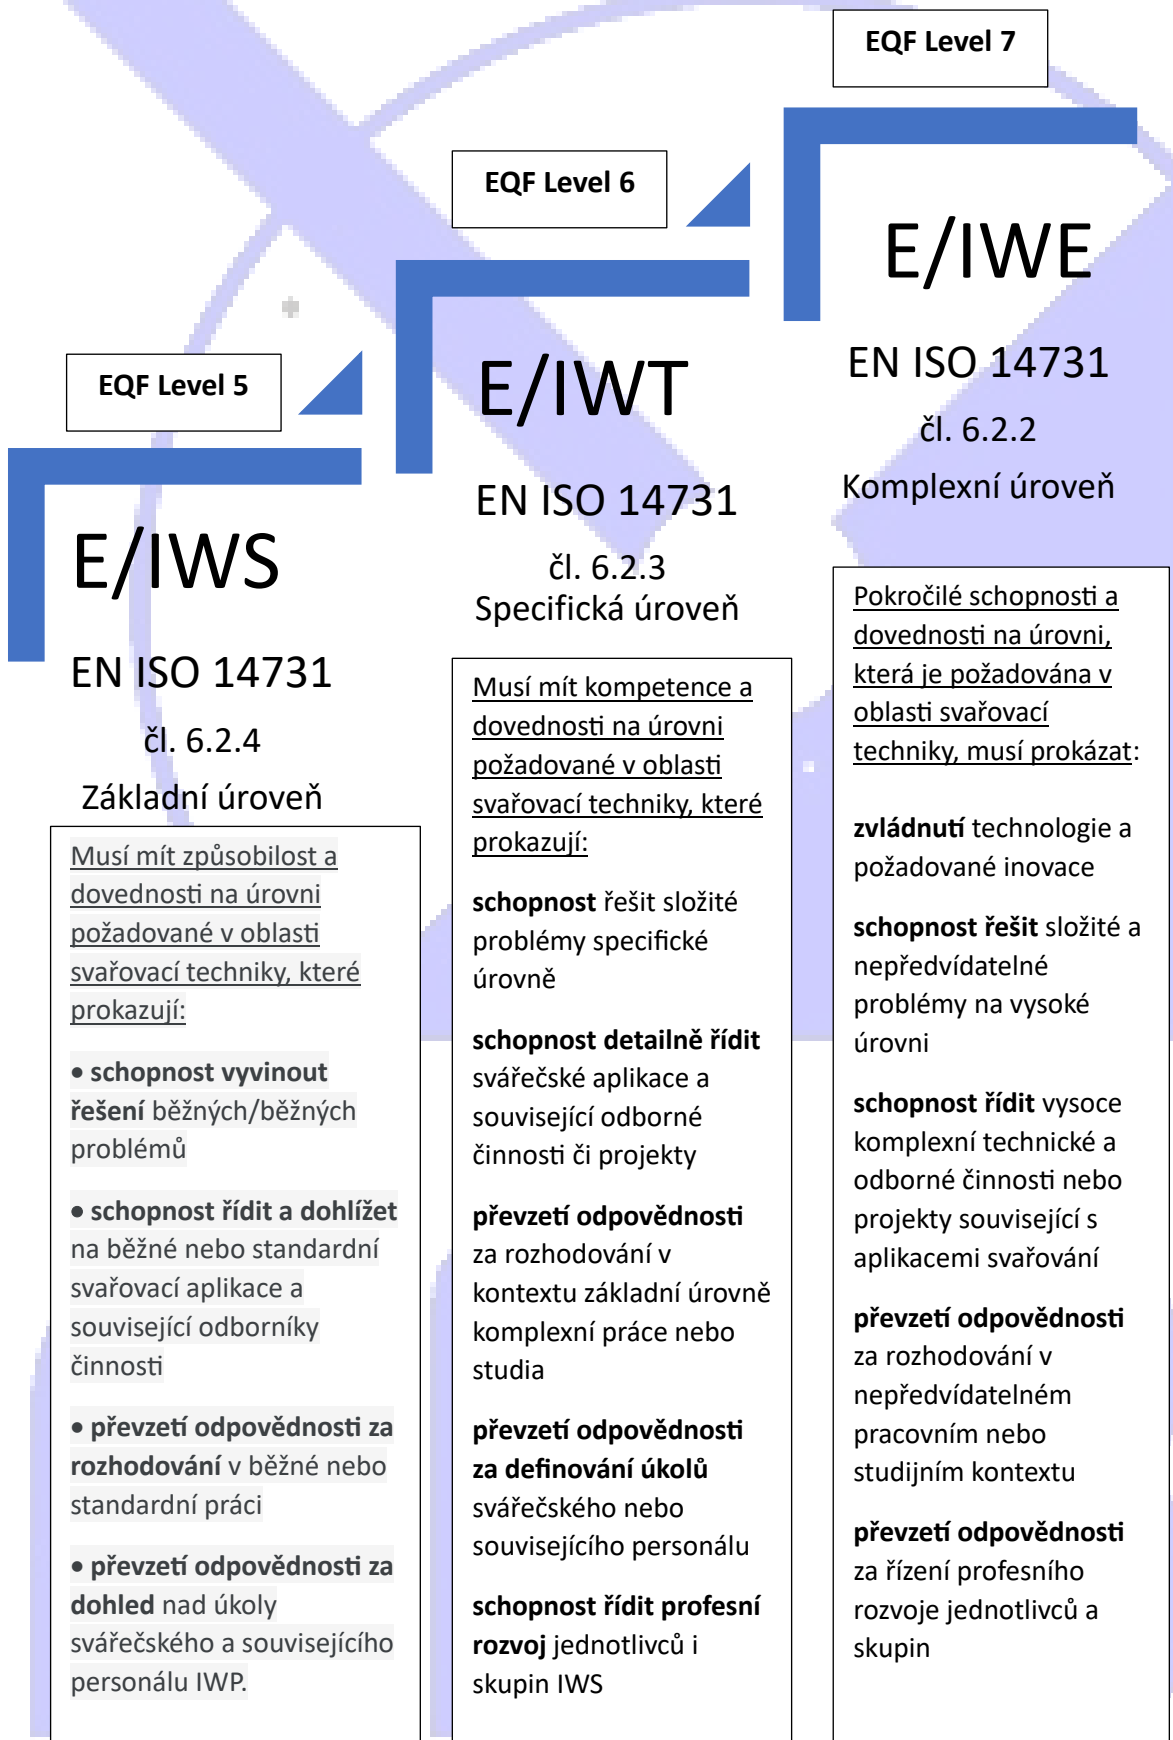 EQF Level 5
E/IWS
EN ISO 14731
čl. 6.2.4
Základní úroveň
Musí mít způsobilost a
dovednosti na úrovni
požadované v oblasti
svařovací techniky, které
prokazují:
• schopnost vyvinout
řešení běžných/běžných
problémů
• schopnost řídit a dohlížet
na běžné nebo standardní
svařovací aplikace a
související odborníky
činnosti
• převzetí odpovědnosti za
rozhodování v běžné nebo
standardní práci
• převzetí odpovědnosti za
dohled nad úkoly
svářečského a souvisejícího
personálu IWP.
EQF Level 6
E/IWT
EN ISO 14731
čl. 6.2.3
Specifická úroveň
Musí mít kompetence a
dovednosti na úrovni
požadované v oblasti
svařovací techniky, které
prokazují:
schopnost řešit složité
problémy specifické
úrovně
schopnost detailně řídit
svářečské aplikace a
související odborné
činnosti či projekty
převzetí odpovědnosti
za rozhodování v
kontextu základní úrovně
komplexní práce nebo
studia
převzetí odpovědnosti
za definování úkolů
svářečského nebo
souvisejícího personálu
schopnost řídit profesní
rozvoj jednotlivců i
skupin IWS
EQF Level 7
E/IWE
EN ISO 14731
čl. 6.2.2
Komplexní úroveň
Pokročilé schopnosti a
dovednosti na úrovni,
která je požadována v
oblasti svařovací
techniky, musí prokázat:
zvládnutí technologie a
požadované inovace
schopnost řešit složité a
nepředvídatelné
problémy na vysoké
úrovni
schopnost řídit vysoce
komplexní technické a
odborné činnosti nebo
projekty související s
aplikacemi svařování
převzetí odpovědnosti
za rozhodování v
nepředvídatelném
pracovním nebo
studijním kontextu
převzetí odpovědnosti
za řízení profesního
rozvoje jednotlivců a
skupin